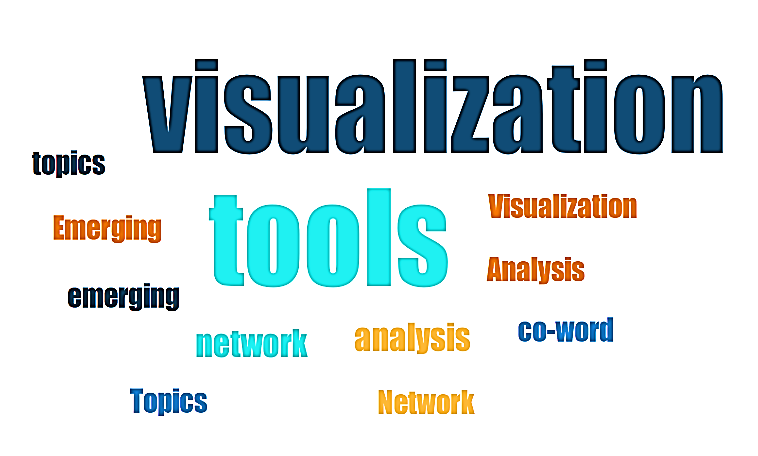 visualization
topics
tools
Visualization
Emerging
Analysis
emerging
co-word
network
analysis
Topics
Network